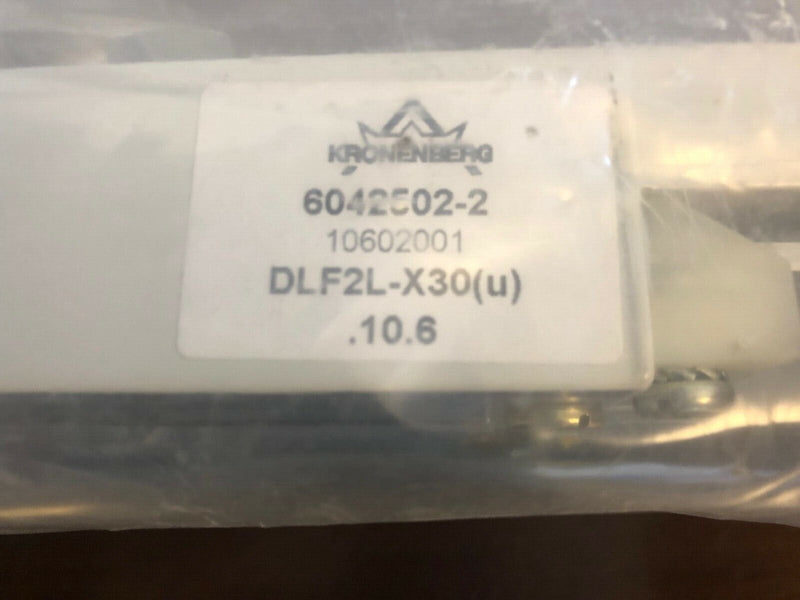 KRONENBERG
6042502-2
10602001
DLF2L-X30(u)
.10.6